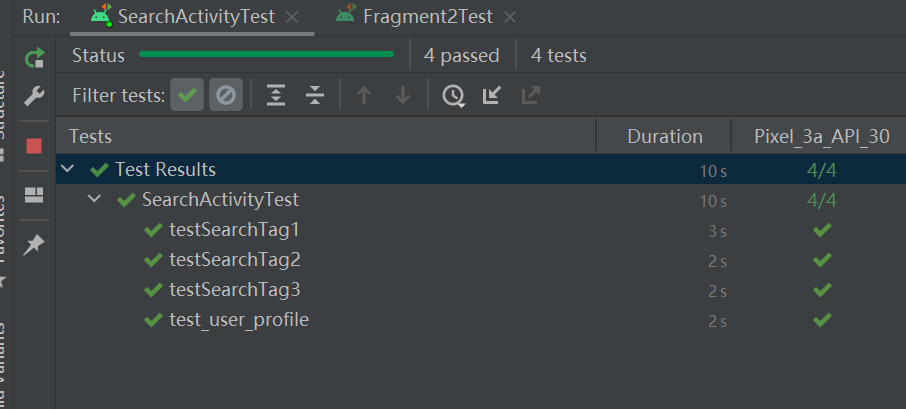 Run: SearchActivityTest Fragment2Test
Status 4 passed 4 tests
Filter tests:
Tests Duration Pixel_3a_API_30
Test Results 10 s 4/4
SearchActivityTest 10 s 4/4
testSearchTag1 3 s
testSearchTag2 2 s
testSearchTag3 2 s
test_user_profile 2 s
Structure
Favorites
Variants